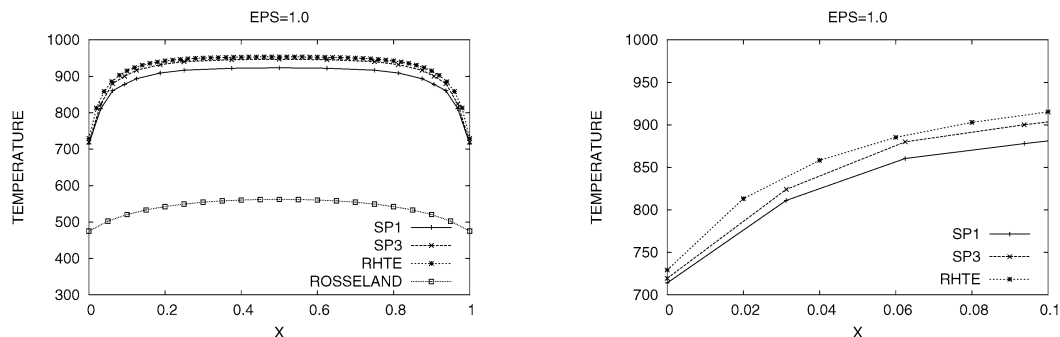 EPS=1.0
TEMPERATURE
1000
900
800
700
600
500
400
300
SP1
SP3
RHTE
ROSSELAND
0
0.2
0.4
0.6
0.8
1
X
EPS=1.0
TEMPERATURE
1000
950
900
850
800
750
700
SP1
SP3
RHTE
0
0.02
0.04
0.06
0.08
0.1
X